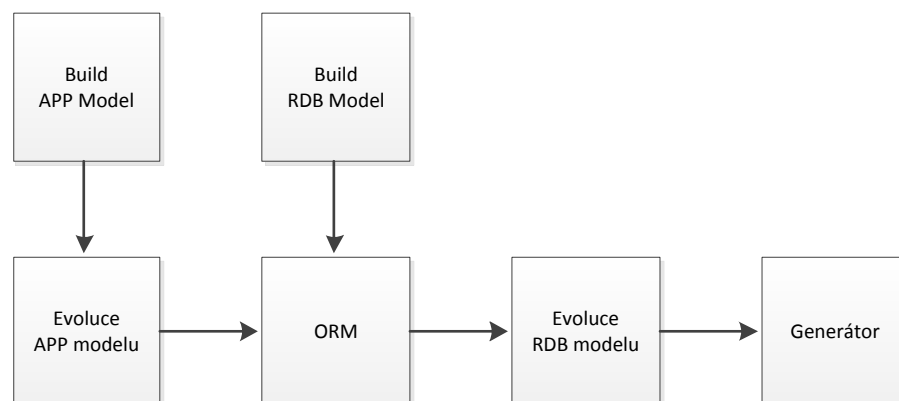 Build
APP Model
Build
RDB Model
Evoluce
APP modelu
ORM
Evoluce
RDB modelu
Generátor